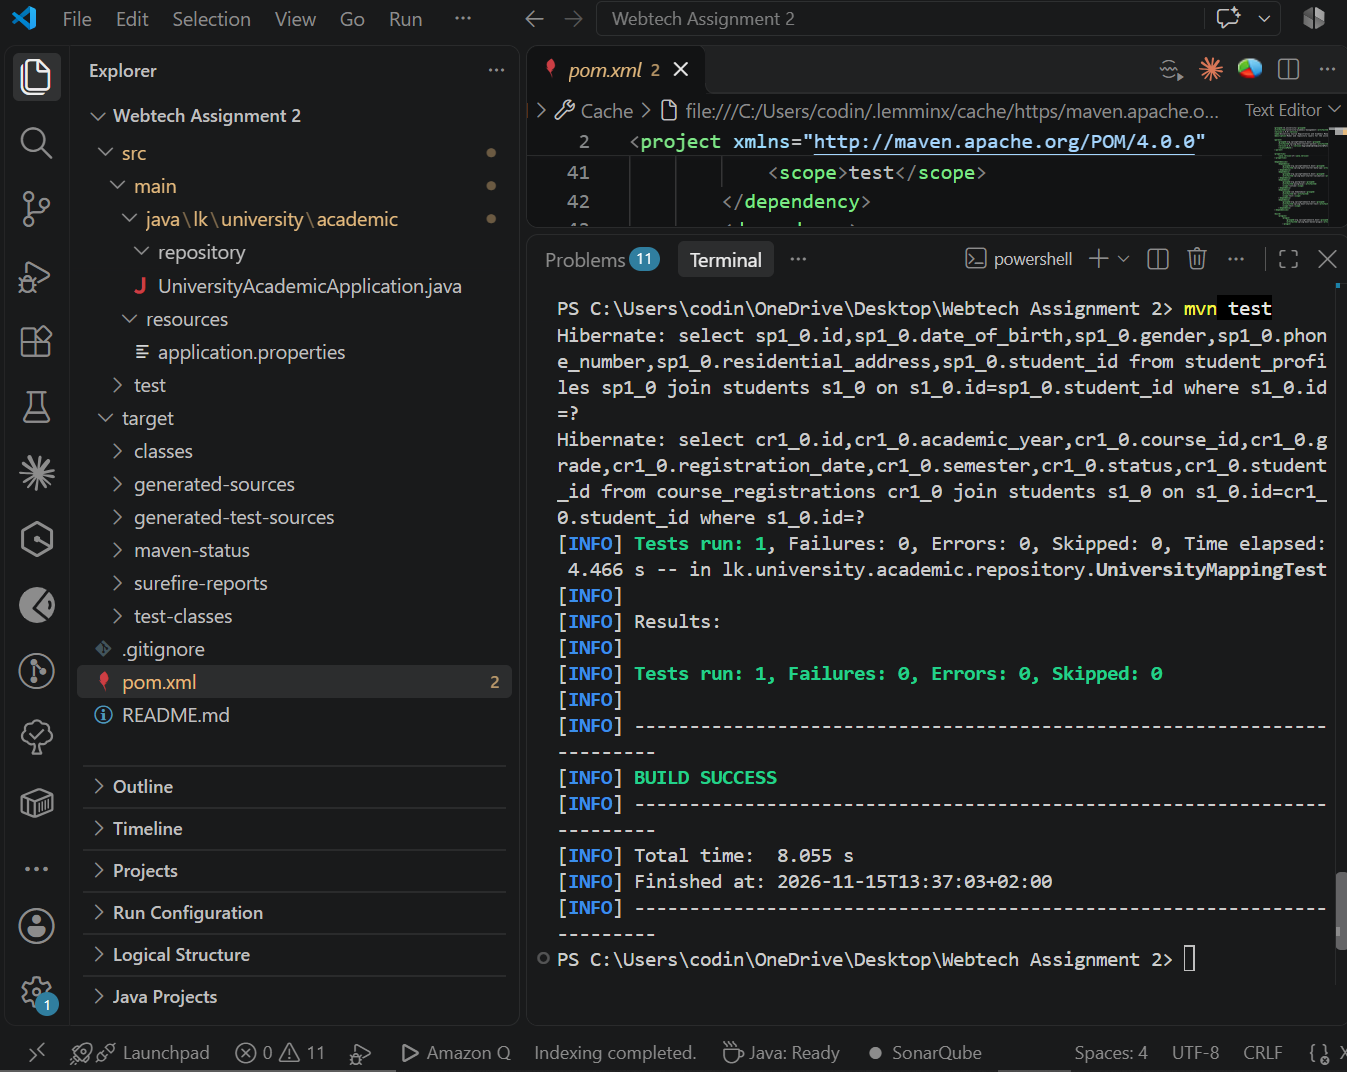 File Edit Selection View Go Run ···
Webtech Assignment 2
Explorer
Webtech Assignment 2
src
main
java\lk\university\academic
repository
J UniversityAcademicApplication.java
resources
application.properties
test
target
classes
generated-sources
generated-test-sources
maven-status
surefire-reports
test-classes
.gitignore
pom.xml 2
README.md
Outline
Timeline
Projects
Run Configuration
Logical Structure
Java Projects
1
pom.xml 2
Cache file:///C:/Users/codin/.lemminx/cache/https/maven.apache.o... Text Editor
2 <project xmlns="http://maven.apache.org/POM/4.0.0"
41 <scope>test</scope>
42 </dependency>
Problems 11 Terminal ··· powershell
PS C:\Users\codin\OneDrive\Desktop\Webtech Assignment 2> mvn test
Hibernate: select sp1_0.id,sp1_0.date_of_birth,sp1_0.gender,sp1_0.phon
e_number,sp1_0.residential_address,sp1_0.student_id from student_profi
les sp1_0 join students s1_0 on s1_0.id=sp1_0.student_id where s1_0.id
=?
Hibernate: select cr1_0.id,cr1_0.academic_year,cr1_0.course_id,cr1_0.g
rade,cr1_0.registration_date,cr1_0.semester,cr1_0.status,cr1_0.student
_id from course_registrations cr1_0 join students s1_0 on s1_0.id=cr1_
0.student_id where s1_0.id=?
[INFO] Tests run: 1, Failures: 0, Errors: 0, Skipped: 0, Time elapsed:
4.466 s -- in lk.university.academic.repository.UniversityMappingTest
[INFO]
[INFO] Results:
[INFO]
[INFO] Tests run: 1, Failures: 0, Errors: 0, Skipped: 0
[INFO]
[INFO] ---------------------------------------------------------------
---------
[INFO] BUILD SUCCESS
[INFO] ---------------------------------------------------------------
---------
[INFO] Total time:  8.055 s
[INFO] Finished at: 2026-11-15T13:37:03+02:00
[INFO] ---------------------------------------------------------------
---------
PS C:\Users\codin\OneDrive\Desktop\Webtech Assignment 2>
Launchpad 0 11 Amazon Q Indexing completed. Java: Ready SonarQube Spaces: 4 UTF-8 CRLF